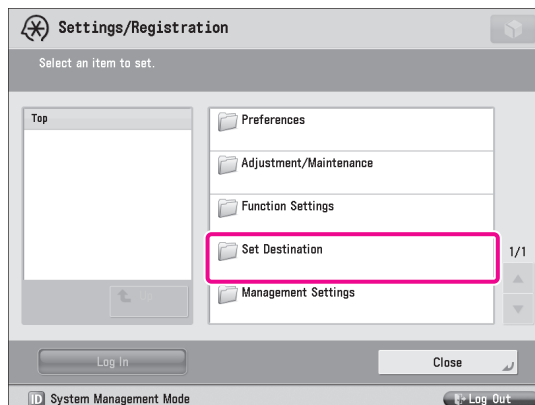 Settings/Registration
Select an item to set.
Top
Preferences
Adjustment/Maintenance
Function Settings
Set Destination
1/1
Management Settings
Up
Log In
Close
ID System Management Mode
Log Out